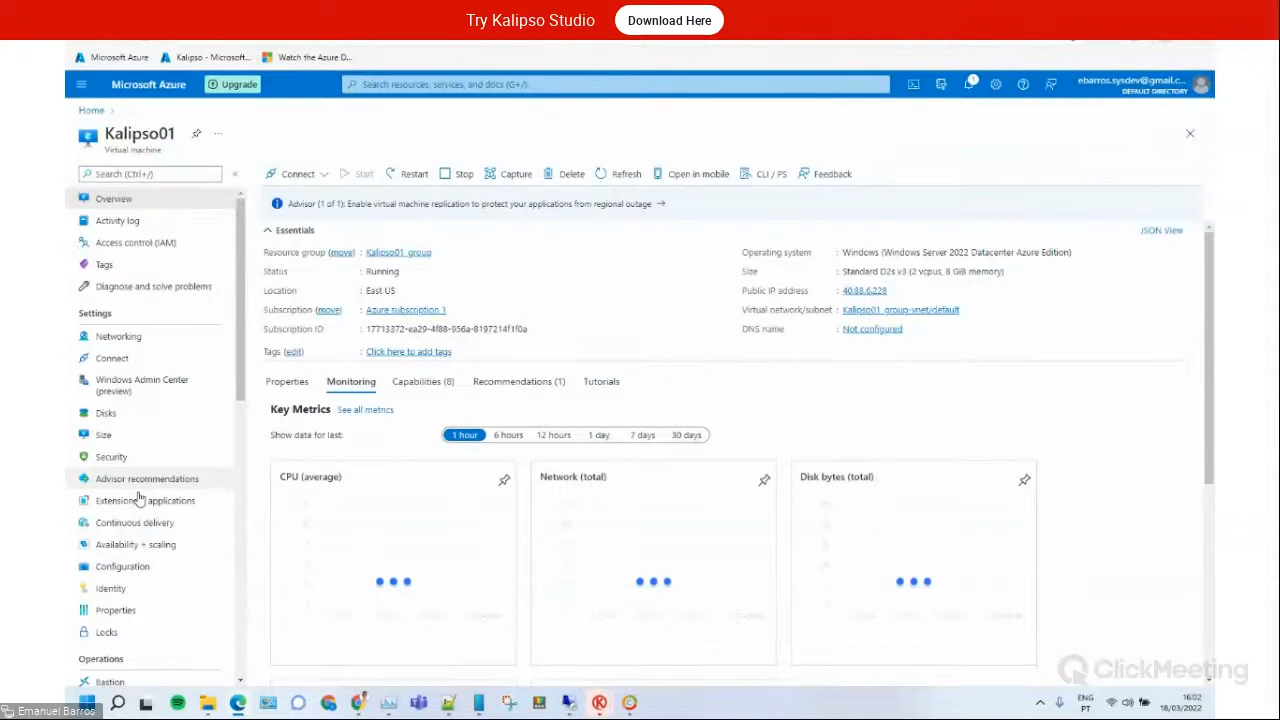 Try Kalipso Studio
Download Here
Microsoft Azure
Kalipso - Microsoft...
Watch the Azure D...
Microsoft Azure
Upgrade
Search resources, services, and docs (G+/)
1
ebarros.sysdev@gmail.c...
DEFAULT DIRECTORY
Home
Kalipso01
...
Virtual machine
Search (Ctrl+/)
«
Connect
Start
Restart
Stop
Capture
Delete
Refresh
Open in mobile
CLI / PS
Feedback
Overview
Activity log
Access control (IAM)
Tags
Diagnose and solve problems
Settings
Networking
Connect
Windows Admin Center
(preview)
Disks
Size
Security
Advisor recommendations
Extensions applications
Continuous delivery
Availability + scaling
Configuration
Identity
Properties
Locks
Operations
Bastion
Advisor (1 of 1): Enable virtual machine replication to protect your applications from regional outage →
Essentials
JSON View
Resource group (move) : Kalipso01_group
Status : Running
Location : East US
Subscription (move) : Azure subscription 1
Subscription ID : 17713372-ea29-4f88-956a-8197214f1f0a
Tags (edit) : Click here to add tags
Operating system : Windows (Windows Server 2022 Datacenter Azure Edition)
Size : Standard D2s v3 (2 vcpus, 8 GiB memory)
Public IP address : 40.88.6.228
Virtual network/subnet : Kalipso01_group-vnet/default
DNS name : Not configured
Properties
Monitoring
Capabilities (8)
Recommendations (1)
Tutorials
Key Metrics
See all metrics
Show data for last:
1 hour
6 hours
12 hours
1 day
7 days
30 days
CPU (average)
Network (total)
Disk bytes (total)
ClickMeeting
Emanuel Barros
ENG
PT
16:02
18/03/2022